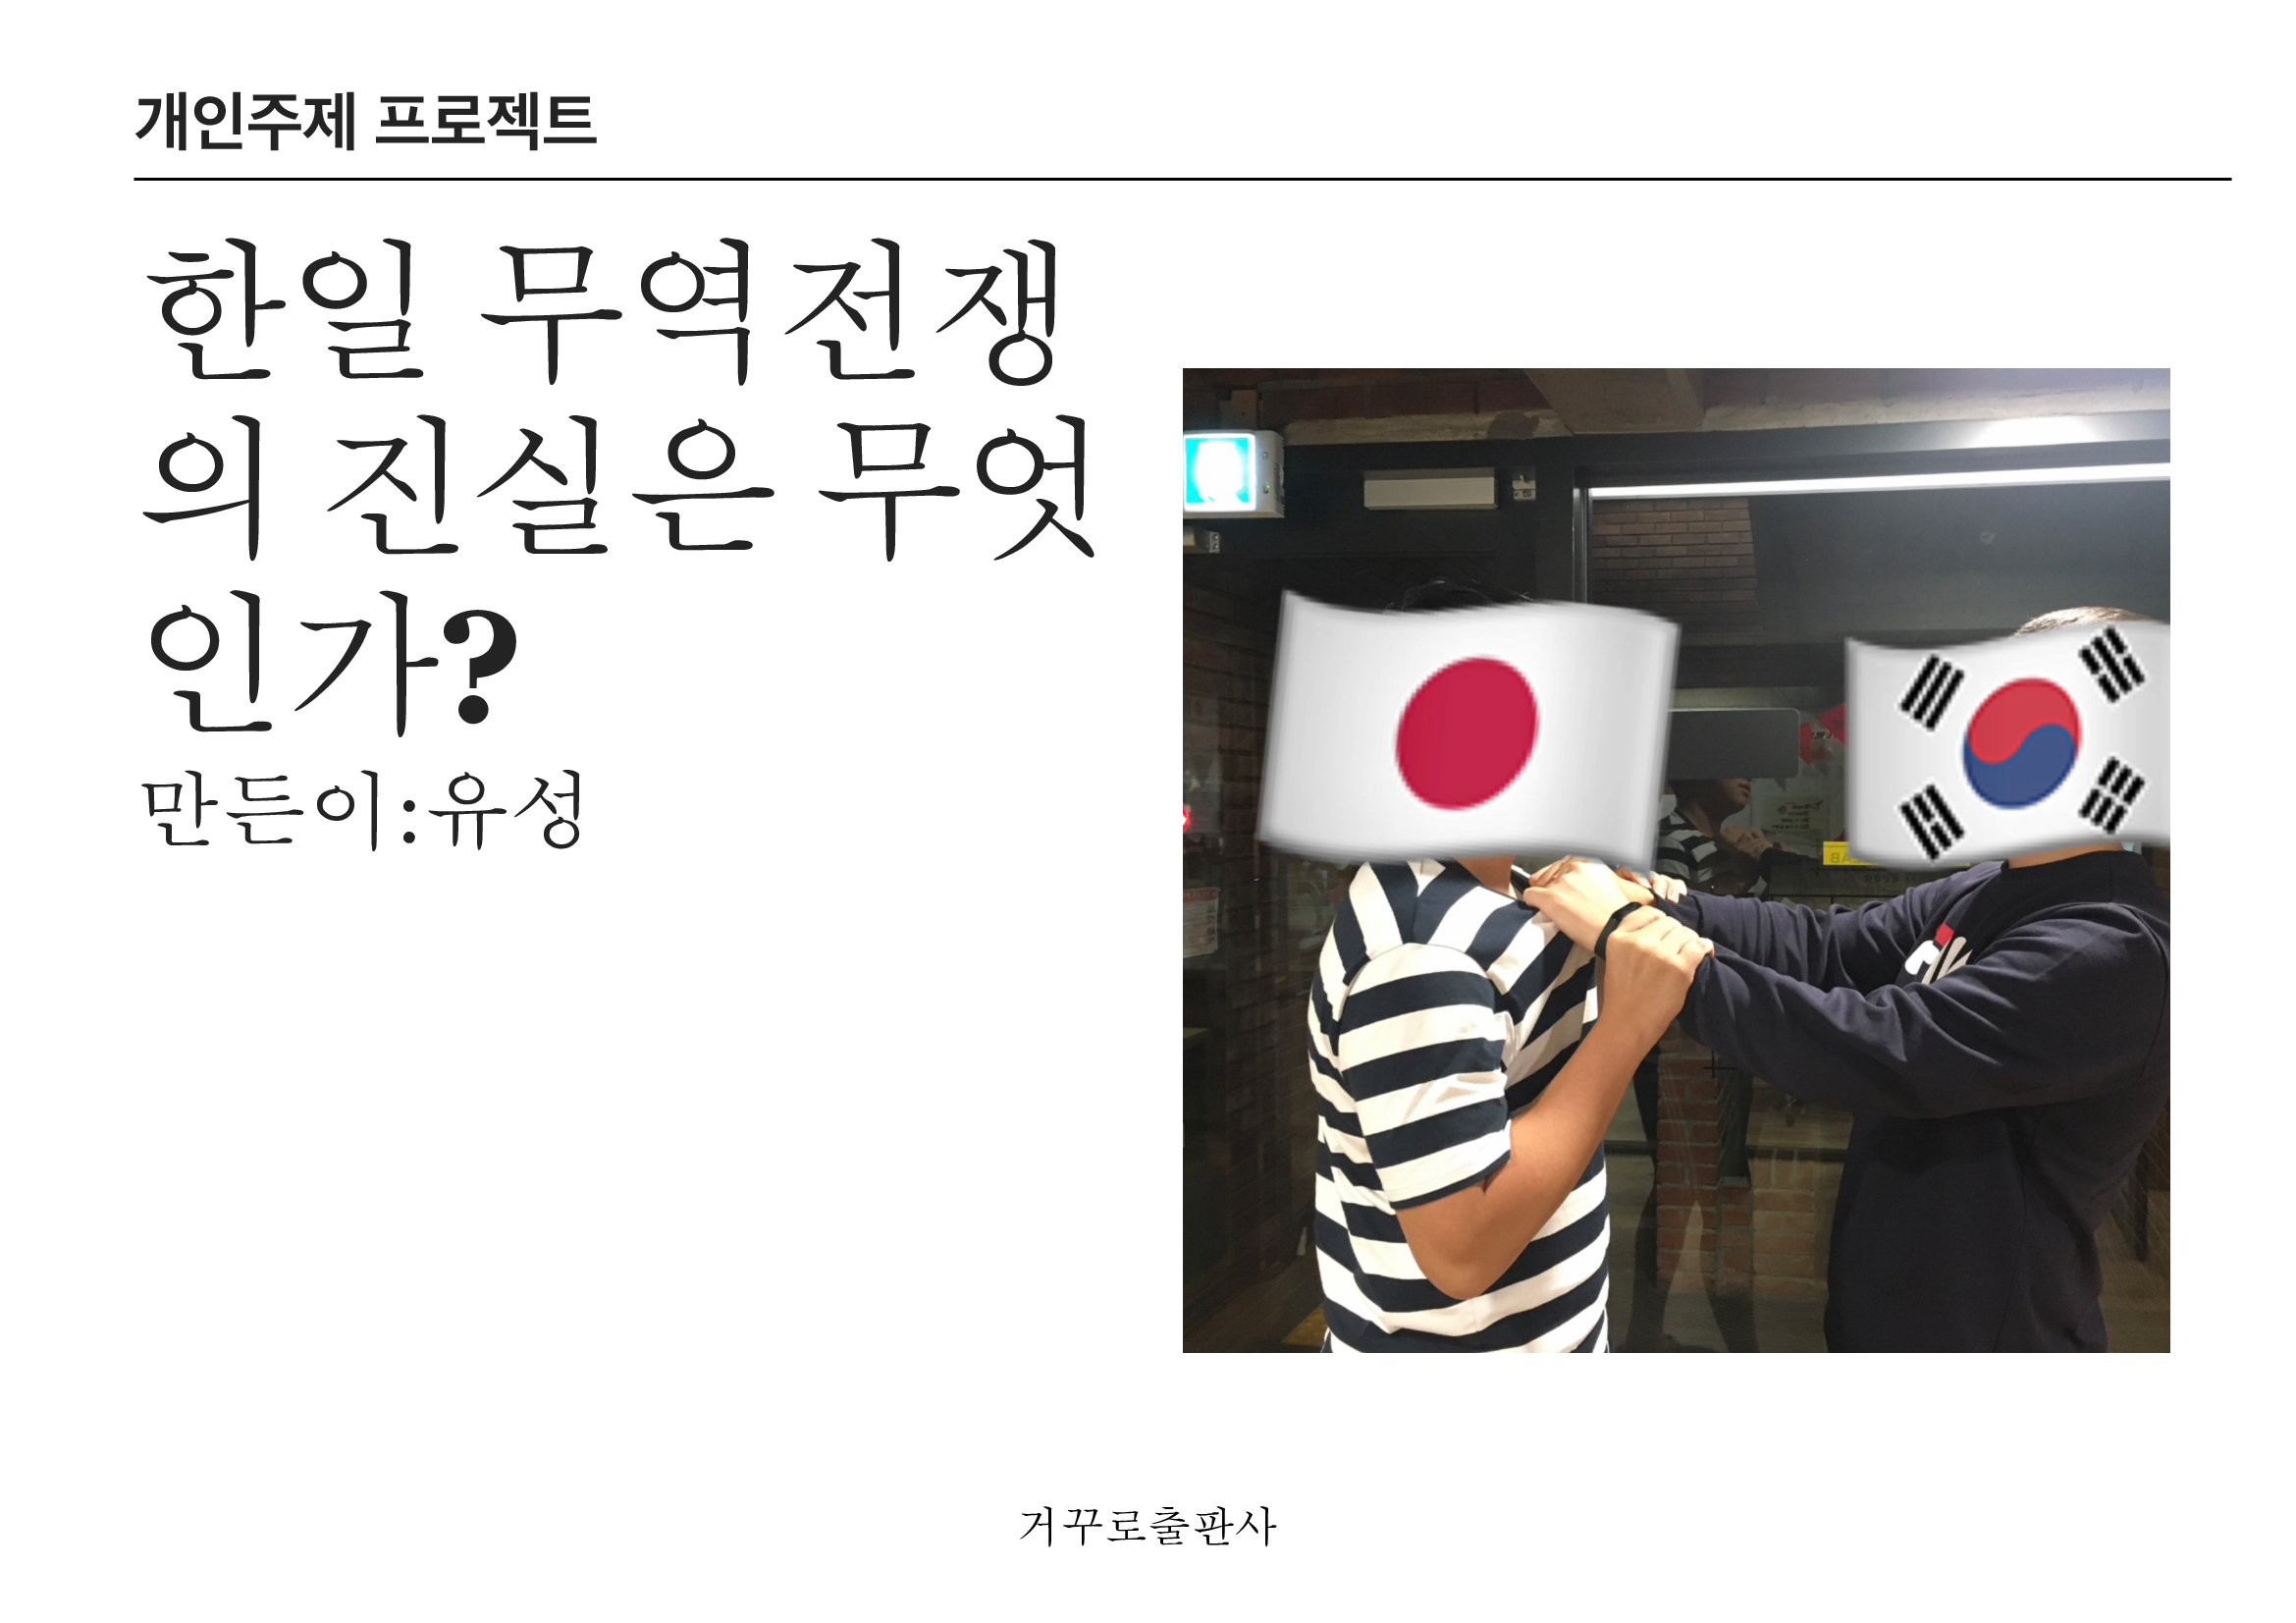 개인주제 프로젝트
한일 무역전쟁
의 진실은 무엇
인가?
만든이:유성
거꾸로출판사